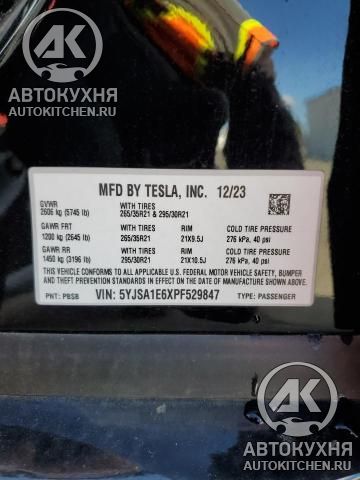 АК
АВТОКУХНЯ
AUTOKITCHEN.RU
АК
АВТОКУХНЯ
AUTOKITCHEN.RU
MFD BY TESLA, INC. 12/23
GVWR WITH TIRES
2606 kg (5745 lb) 265/35R21 & 295/30R21
GAWR FRT WITH TIRES RIM COLD TIRE PRESSURE
1200 kg (2645 lb) 265/35R21 21X9.5J 276 kPa, 40 psi
GAWR RR WITH TIRES RIM COLD TIRE PRESSURE
1450 kg (3196 lb) 295/30R21 21X10.5J 276 kPa, 40 psi
THIS VEHICLE CONFORMS TO ALL APPLICABLE U.S. FEDERAL MOTOR VEHICLE SAFETY, BUMPER
AND THEFT PREVENTION STANDARDS IN EFFECT ON THE DATE OF MANUFACTURE SHOWN ABOVE
PNT: PBSB VIN: 5YJSA1E6XPF529847 TYPE: PASSENGER
АК
АВТОКУХНЯ
AUTOKITCHEN.RU